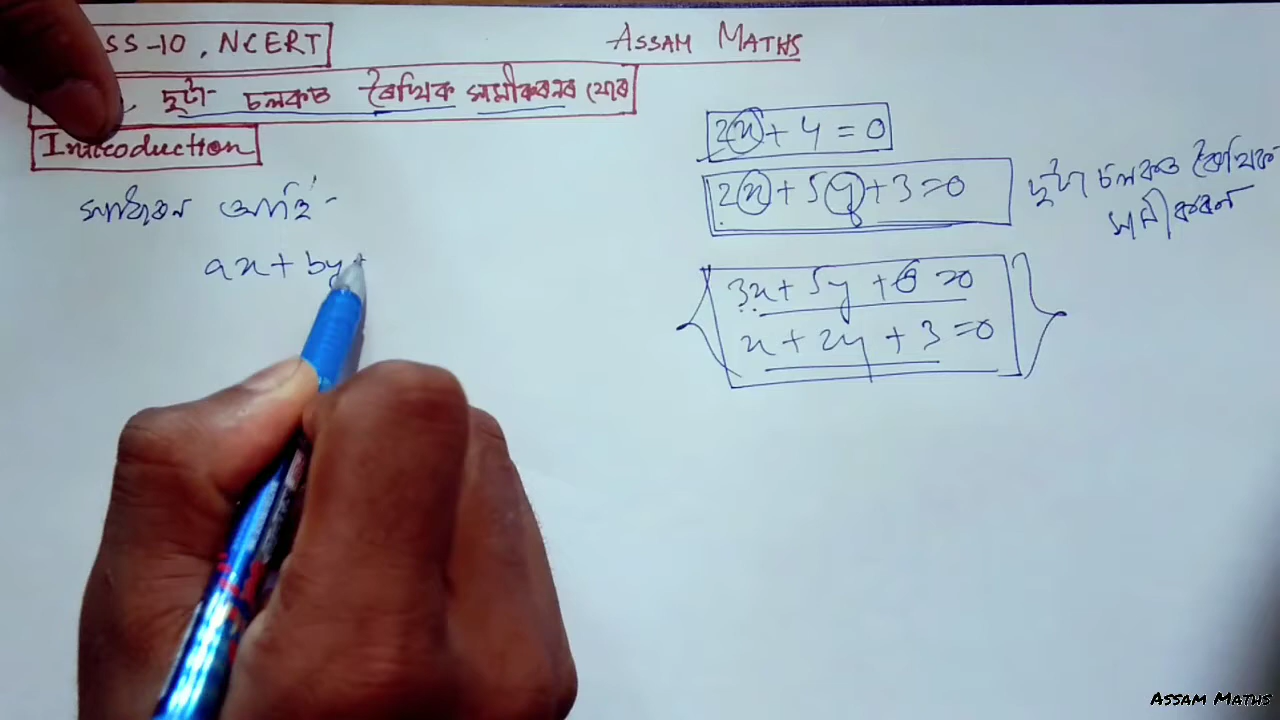 SS-10, NCERT
ASSAM MATHS
দুটা চলকত ৰৈখিক সমীকৰণৰ যোৰ
Introduction
2x + 4 = 0
2x + 5y + 3 = 0
দুটা চলকত ৰৈখিক
সমীকৰণ
সাধাৰণ আৰ্হি :-
ax + by +
3x + 5y + = 0
x + 2y + 3 = 0
ASSAM MATHS